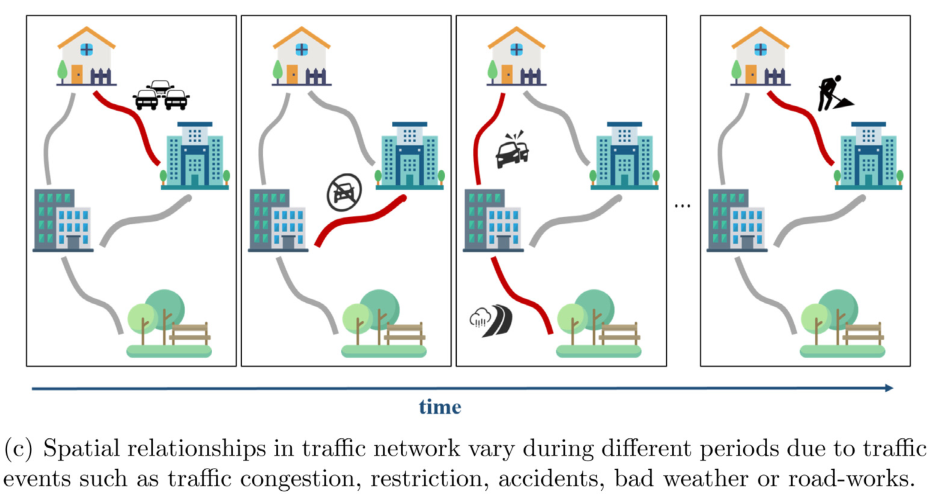 ...
time
(c) Spatial relationships in traffic network vary during different periods due to traffic
events such as traffic congestion, restriction, accidents, bad weather or road-works.